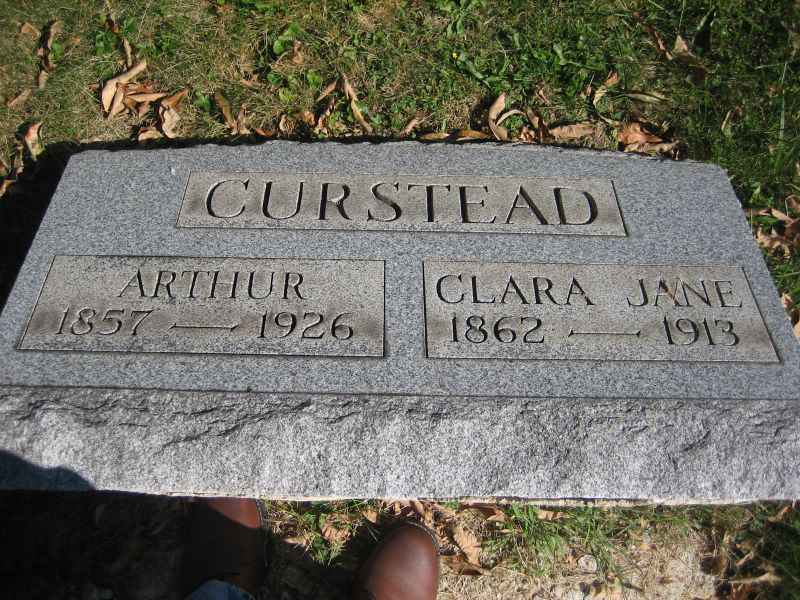 CURSTEAD
ARTHUR
1857 — 1926
CLARA JANE
1862 — 1913